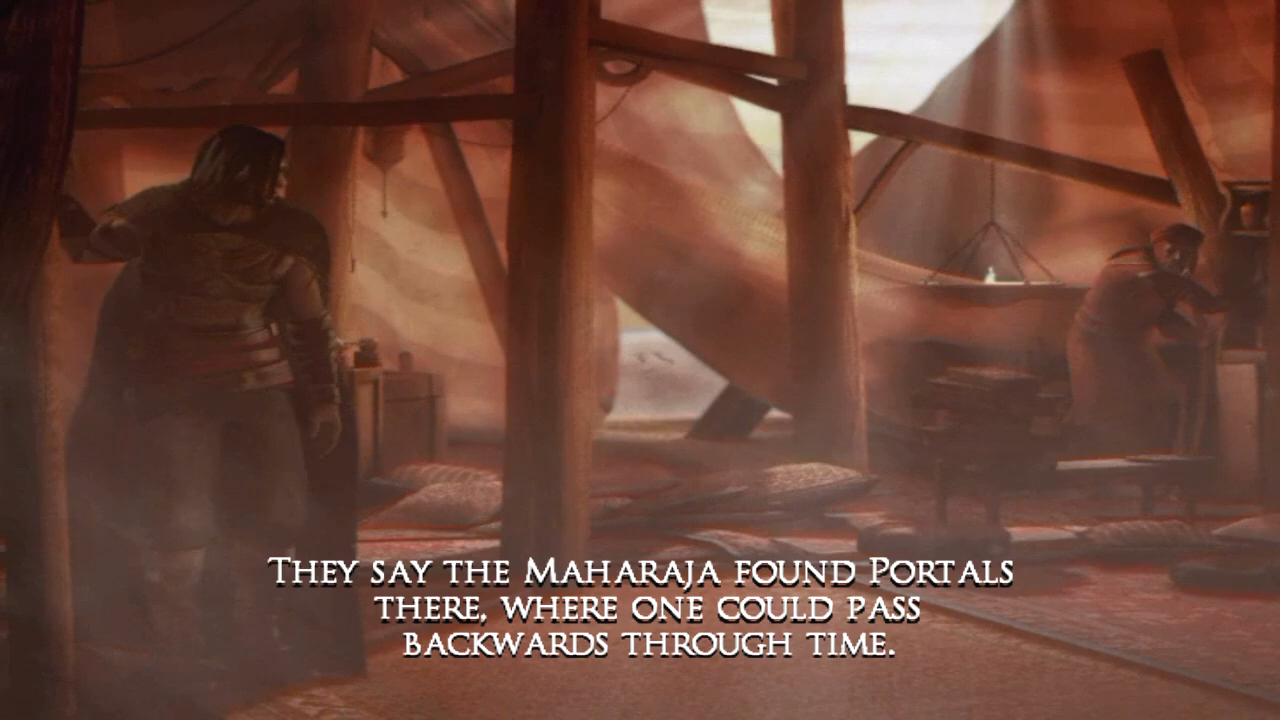 They say the Maharaja found Portals
there, where one could pass
backwards through time.